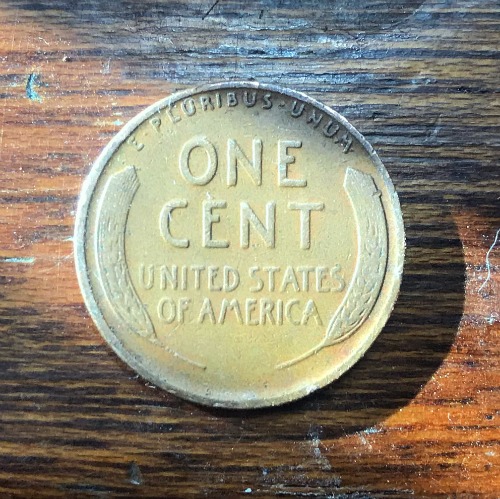 E·PLURIBUS·UNUM
ONE
CENT
UNITED STATES
OF AMERICA